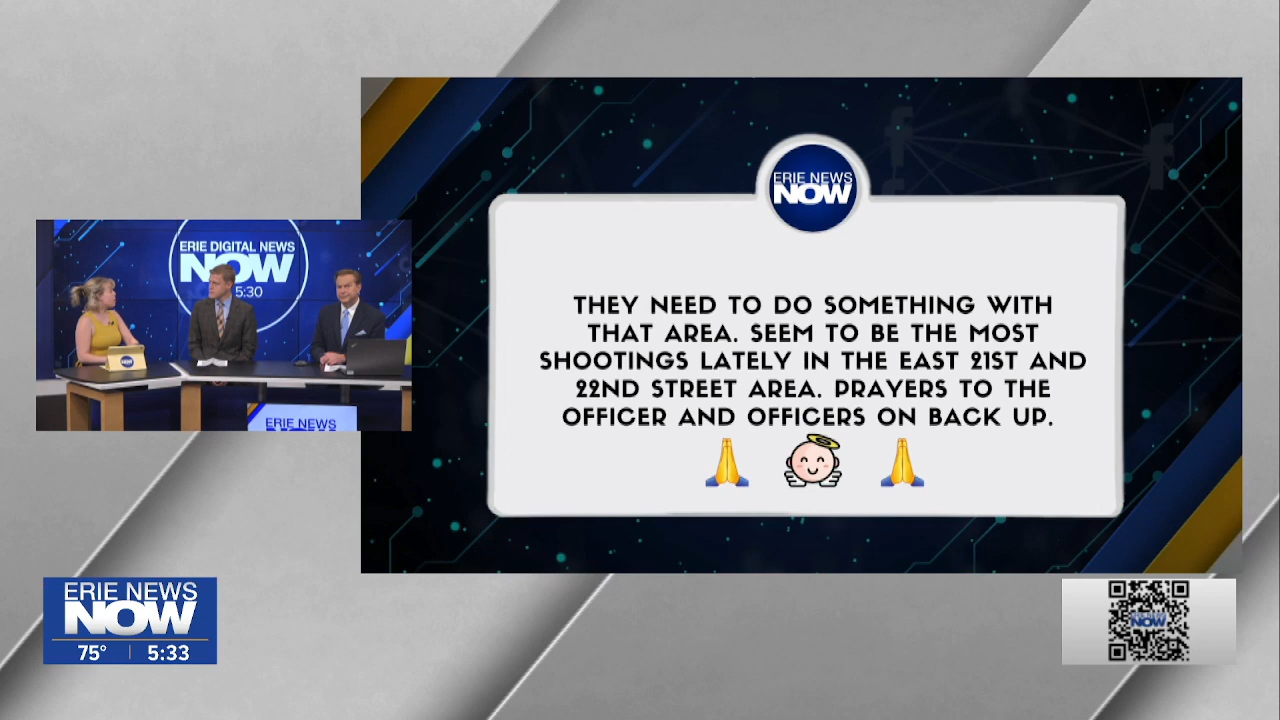 ERIE NEWS
NOW
THEY NEED TO DO SOMETHING WITH
THAT AREA. SEEM TO BE THE MOST
SHOOTINGS LATELY IN THE EAST 21ST AND
22ND STREET AREA. PRAYERS TO THE
OFFICER AND OFFICERS ON BACK UP.
ERIE DIGITAL NEWS
NOW
5:30
NOW
ERIE NEWS
ERIE NEWS
NOW
75° | 5:33
NOW